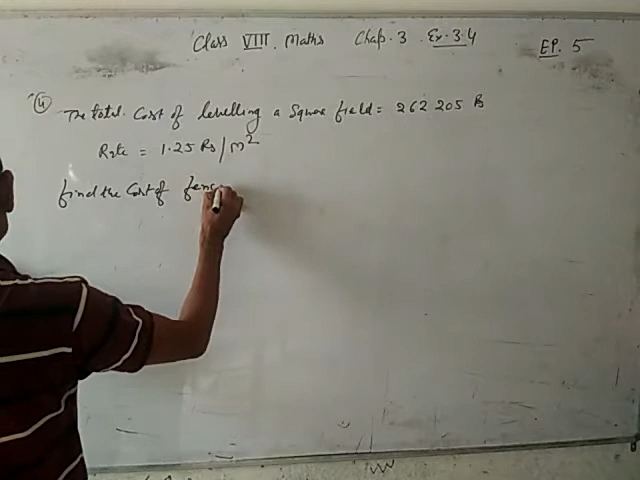 Class VIII. Maths Chap. 3 Ex. 3.4
EP. 5
(4) The total Cost of levelling a Square field = 262 205 Rs
Rate = 1.25 Rs/m²
find the Cost of fenc